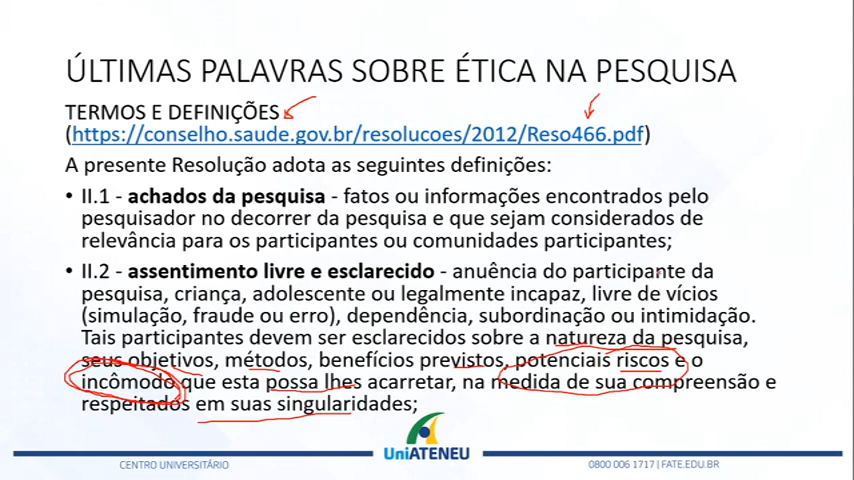 ÚLTIMAS PALAVRAS SOBRE ÉTICA NA PESQUISA
TERMOS E DEFINIÇÕES
(https://conselho.saude.gov.br/resolucoes/2012/Reso466.pdf)
A presente Resolução adota as seguintes definições:
• II.1 - achados da pesquisa - fatos ou informações encontrados pelo
pesquisador no decorrer da pesquisa e que sejam considerados de
relevância para os participantes ou comunidades participantes;
• II.2 - assentimento livre e esclarecido - anuência do participante da
pesquisa, criança, adolescente ou legalmente incapaz, livre de vícios
(simulação, fraude ou erro), dependência, subordinação ou intimidação.
Tais participantes devem ser esclarecidos sobre a natureza da pesquisa,
seus objetivos, métodos, benefícios previstos, potenciais riscos e o
incômodo que esta possa lhes acarretar, na medida de sua compreensão e
respeitados em suas singularidades;
UniATENEU
CENTRO UNIVERSITÁRIO
0800 006 1717 | FATE.EDU.BR